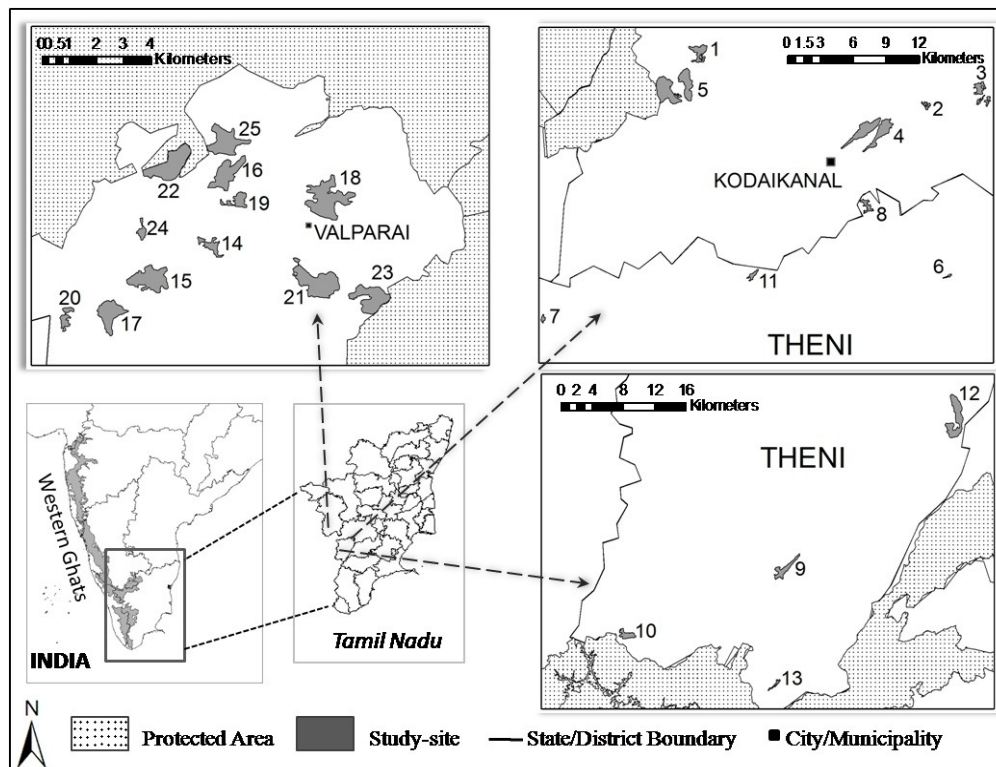 00.51 2 3 4
Kilometers
25
16
22
19
18
VALPARAI
24
14
15
21
23
20
17
0 1.53 6 9 12
Kilometers
1
5
3
2
4
KODAIKANAL
8
6
11
7
THENI
0 2 4 8 12 16
Kilometers
12
THENI
9
10
13
Western Ghats
INDIA
Tamil Nadu
N
Protected Area
Study-site
State/District Boundary
City/Municipality